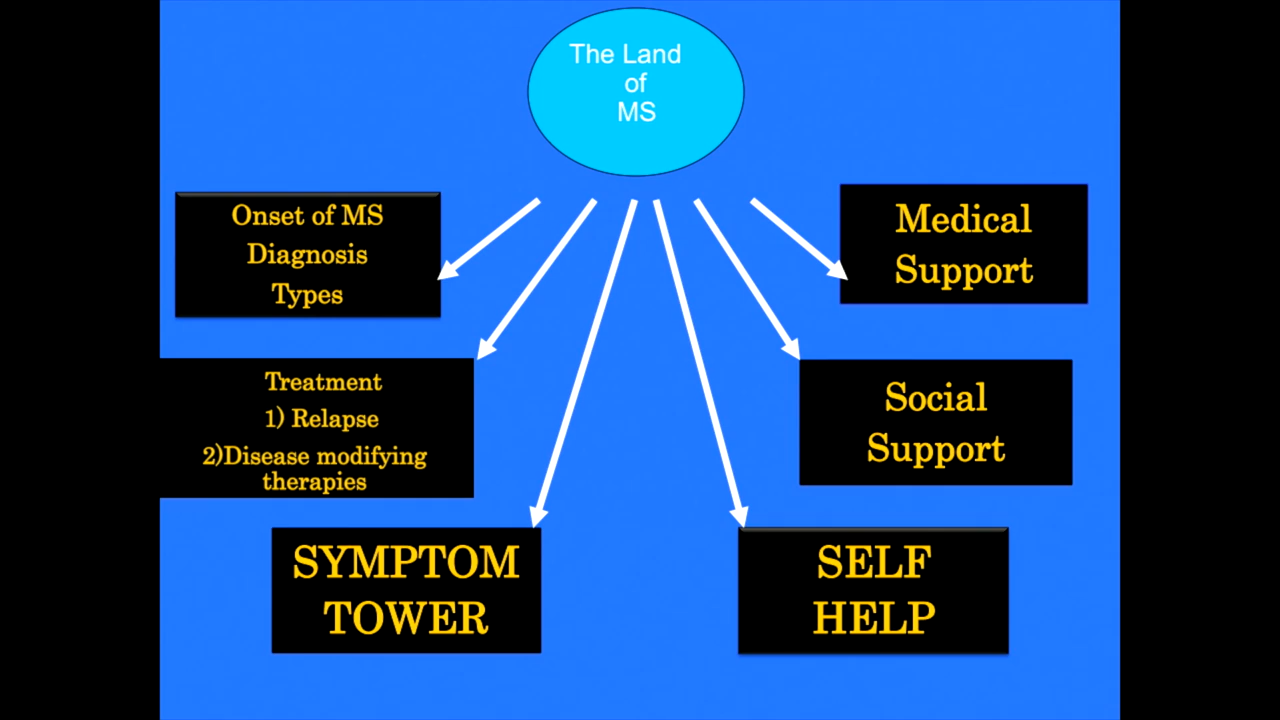 The Land
of
MS
Onset of MS
Diagnosis
Types
Medical
Support
Treatment
1) Relapse
2)Disease modifying
therapies
Social
Support
SYMPTOM
TOWER
SELF
HELP